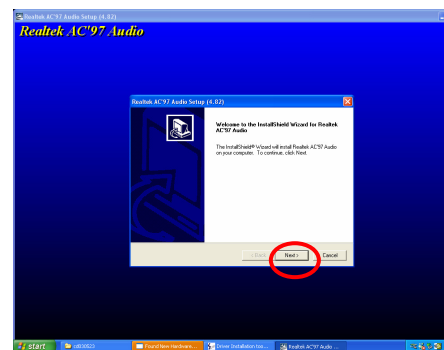 Realtek AC'97 Audio Setup (4.82)
Realtek AC'97 Audio
Realtek AC'97 Audio Setup (4.82)
Welcome to the InstallShield Wizard for Realtek
AC'97 Audio
The InstallShield® Wizard will install Realtek AC'97 Audio
on your computer. To continue, click Next.
< Back
Next >
Cancel
start
Found New Hardware...
Driver Installation too...
Realtek AC'97 Audio ...